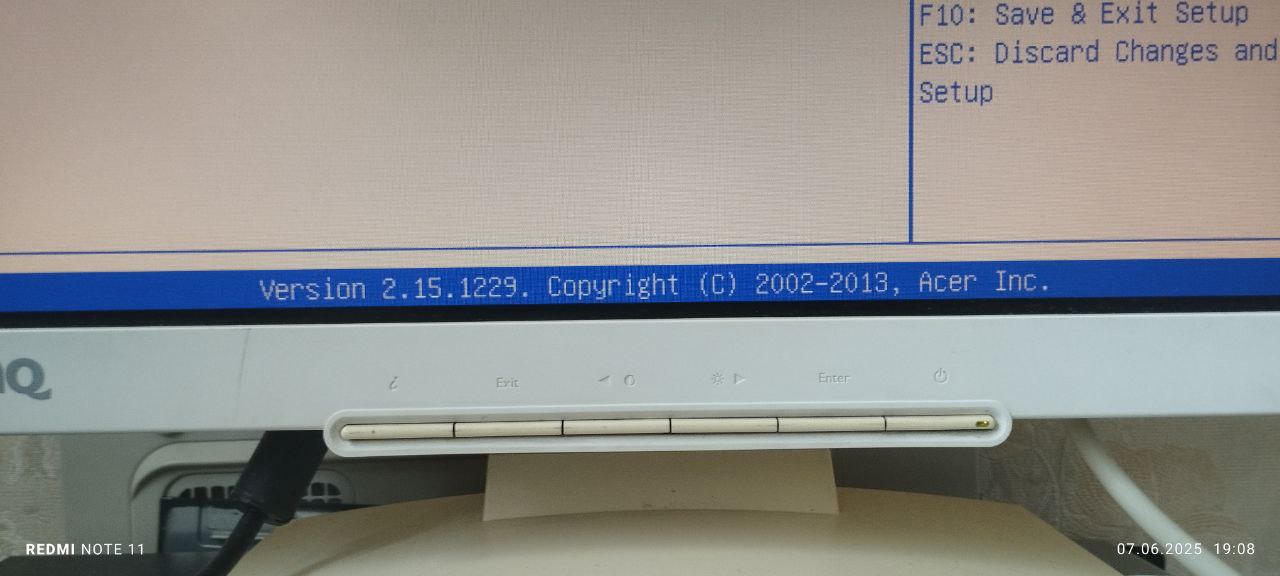 F10: Save & Exit Setup
ESC: Discard Changes and
Setup
Version 2.15.1229. Copyright (C) 2002-2013, Acer Inc.
i Exit Enter
REDMI NOTE 11
07.06.2025 19:08